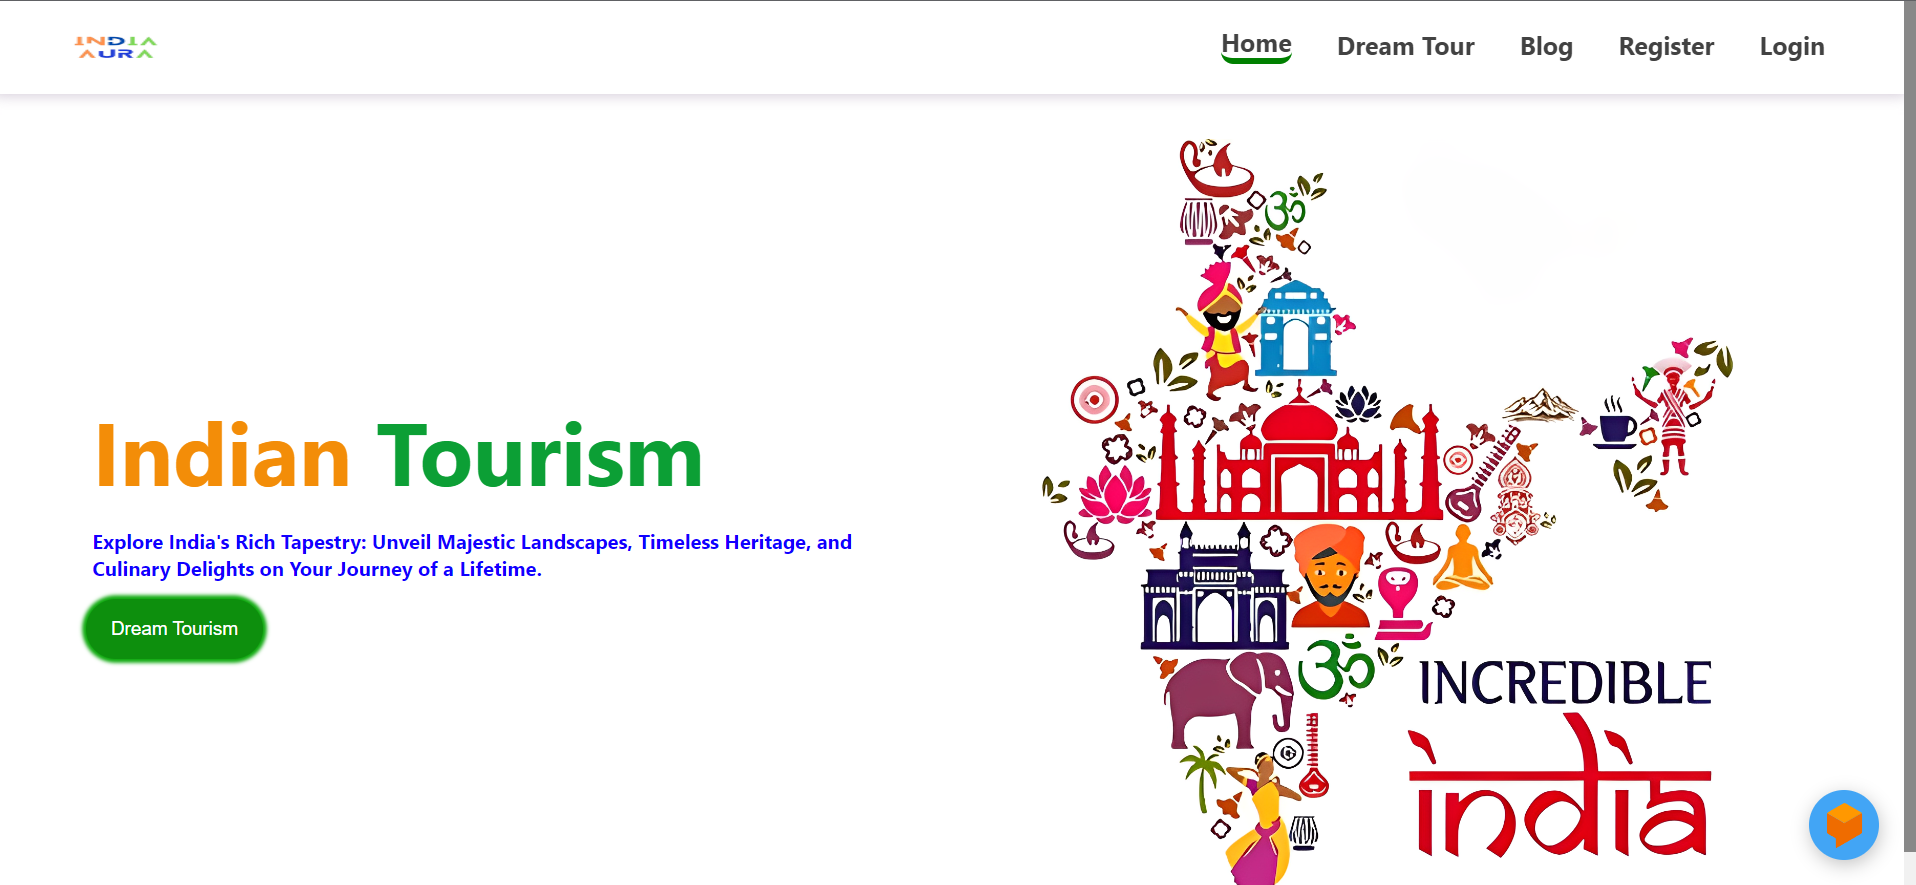 INDIA
AURA
Home
Dream Tour
Blog
Register
Login
Indian Tourism
Explore India's Rich Tapestry: Unveil Majestic Landscapes, Timeless Heritage, and
Culinary Delights on Your Journey of a Lifetime.
Dream Tourism
ॐ
ॐ
INCREDIBLE
india